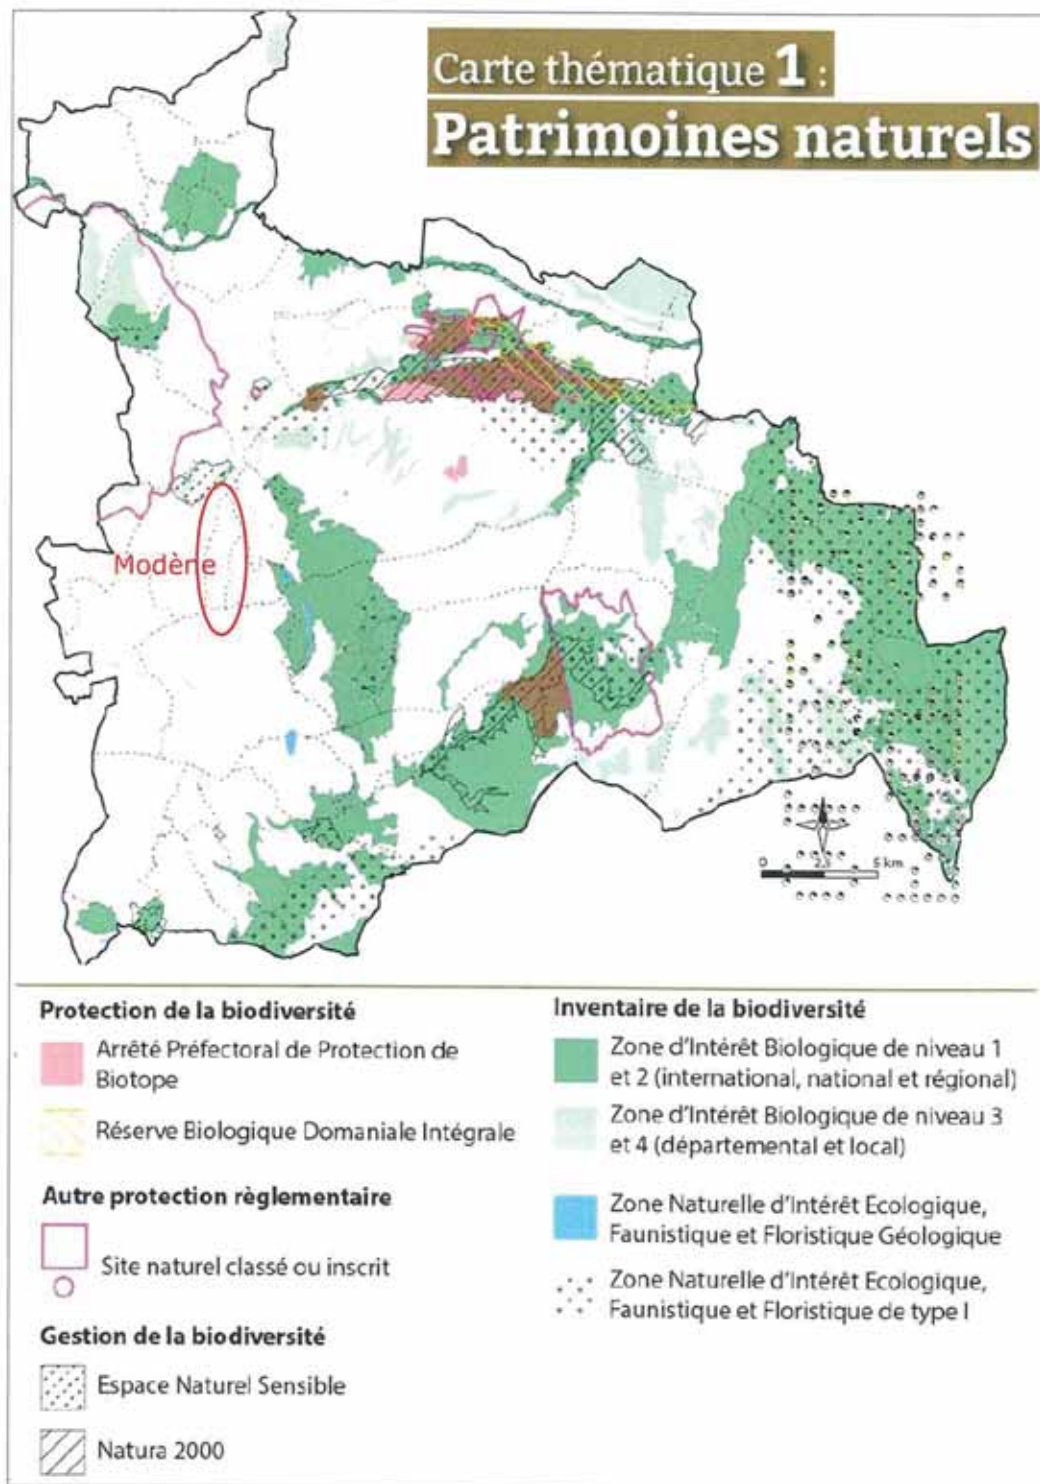 Carte thématique 1 :
Patrimoines naturels
Modène
0 2,5 5 km
Protection de la biodiversité
Arrêté Préfectoral de Protection de
Biotope
Réserve Biologique Domaniale Intégrale
Autre protection règlementaire
Site naturel classé ou inscrit
Gestion de la biodiversité
Espace Naturel Sensible
Natura 2000
Inventaire de la biodiversité
Zone d'Intérêt Biologique de niveau 1
et 2 (international, national et régional)
Zone d'Intérêt Biologique de niveau 3
et 4 (départemental et local)
Zone Naturelle d'Intérêt Ecologique,
Faunistique et Floristique Géologique
Zone Naturelle d'Intérêt Ecologique,
Faunistique et Floristique de type I